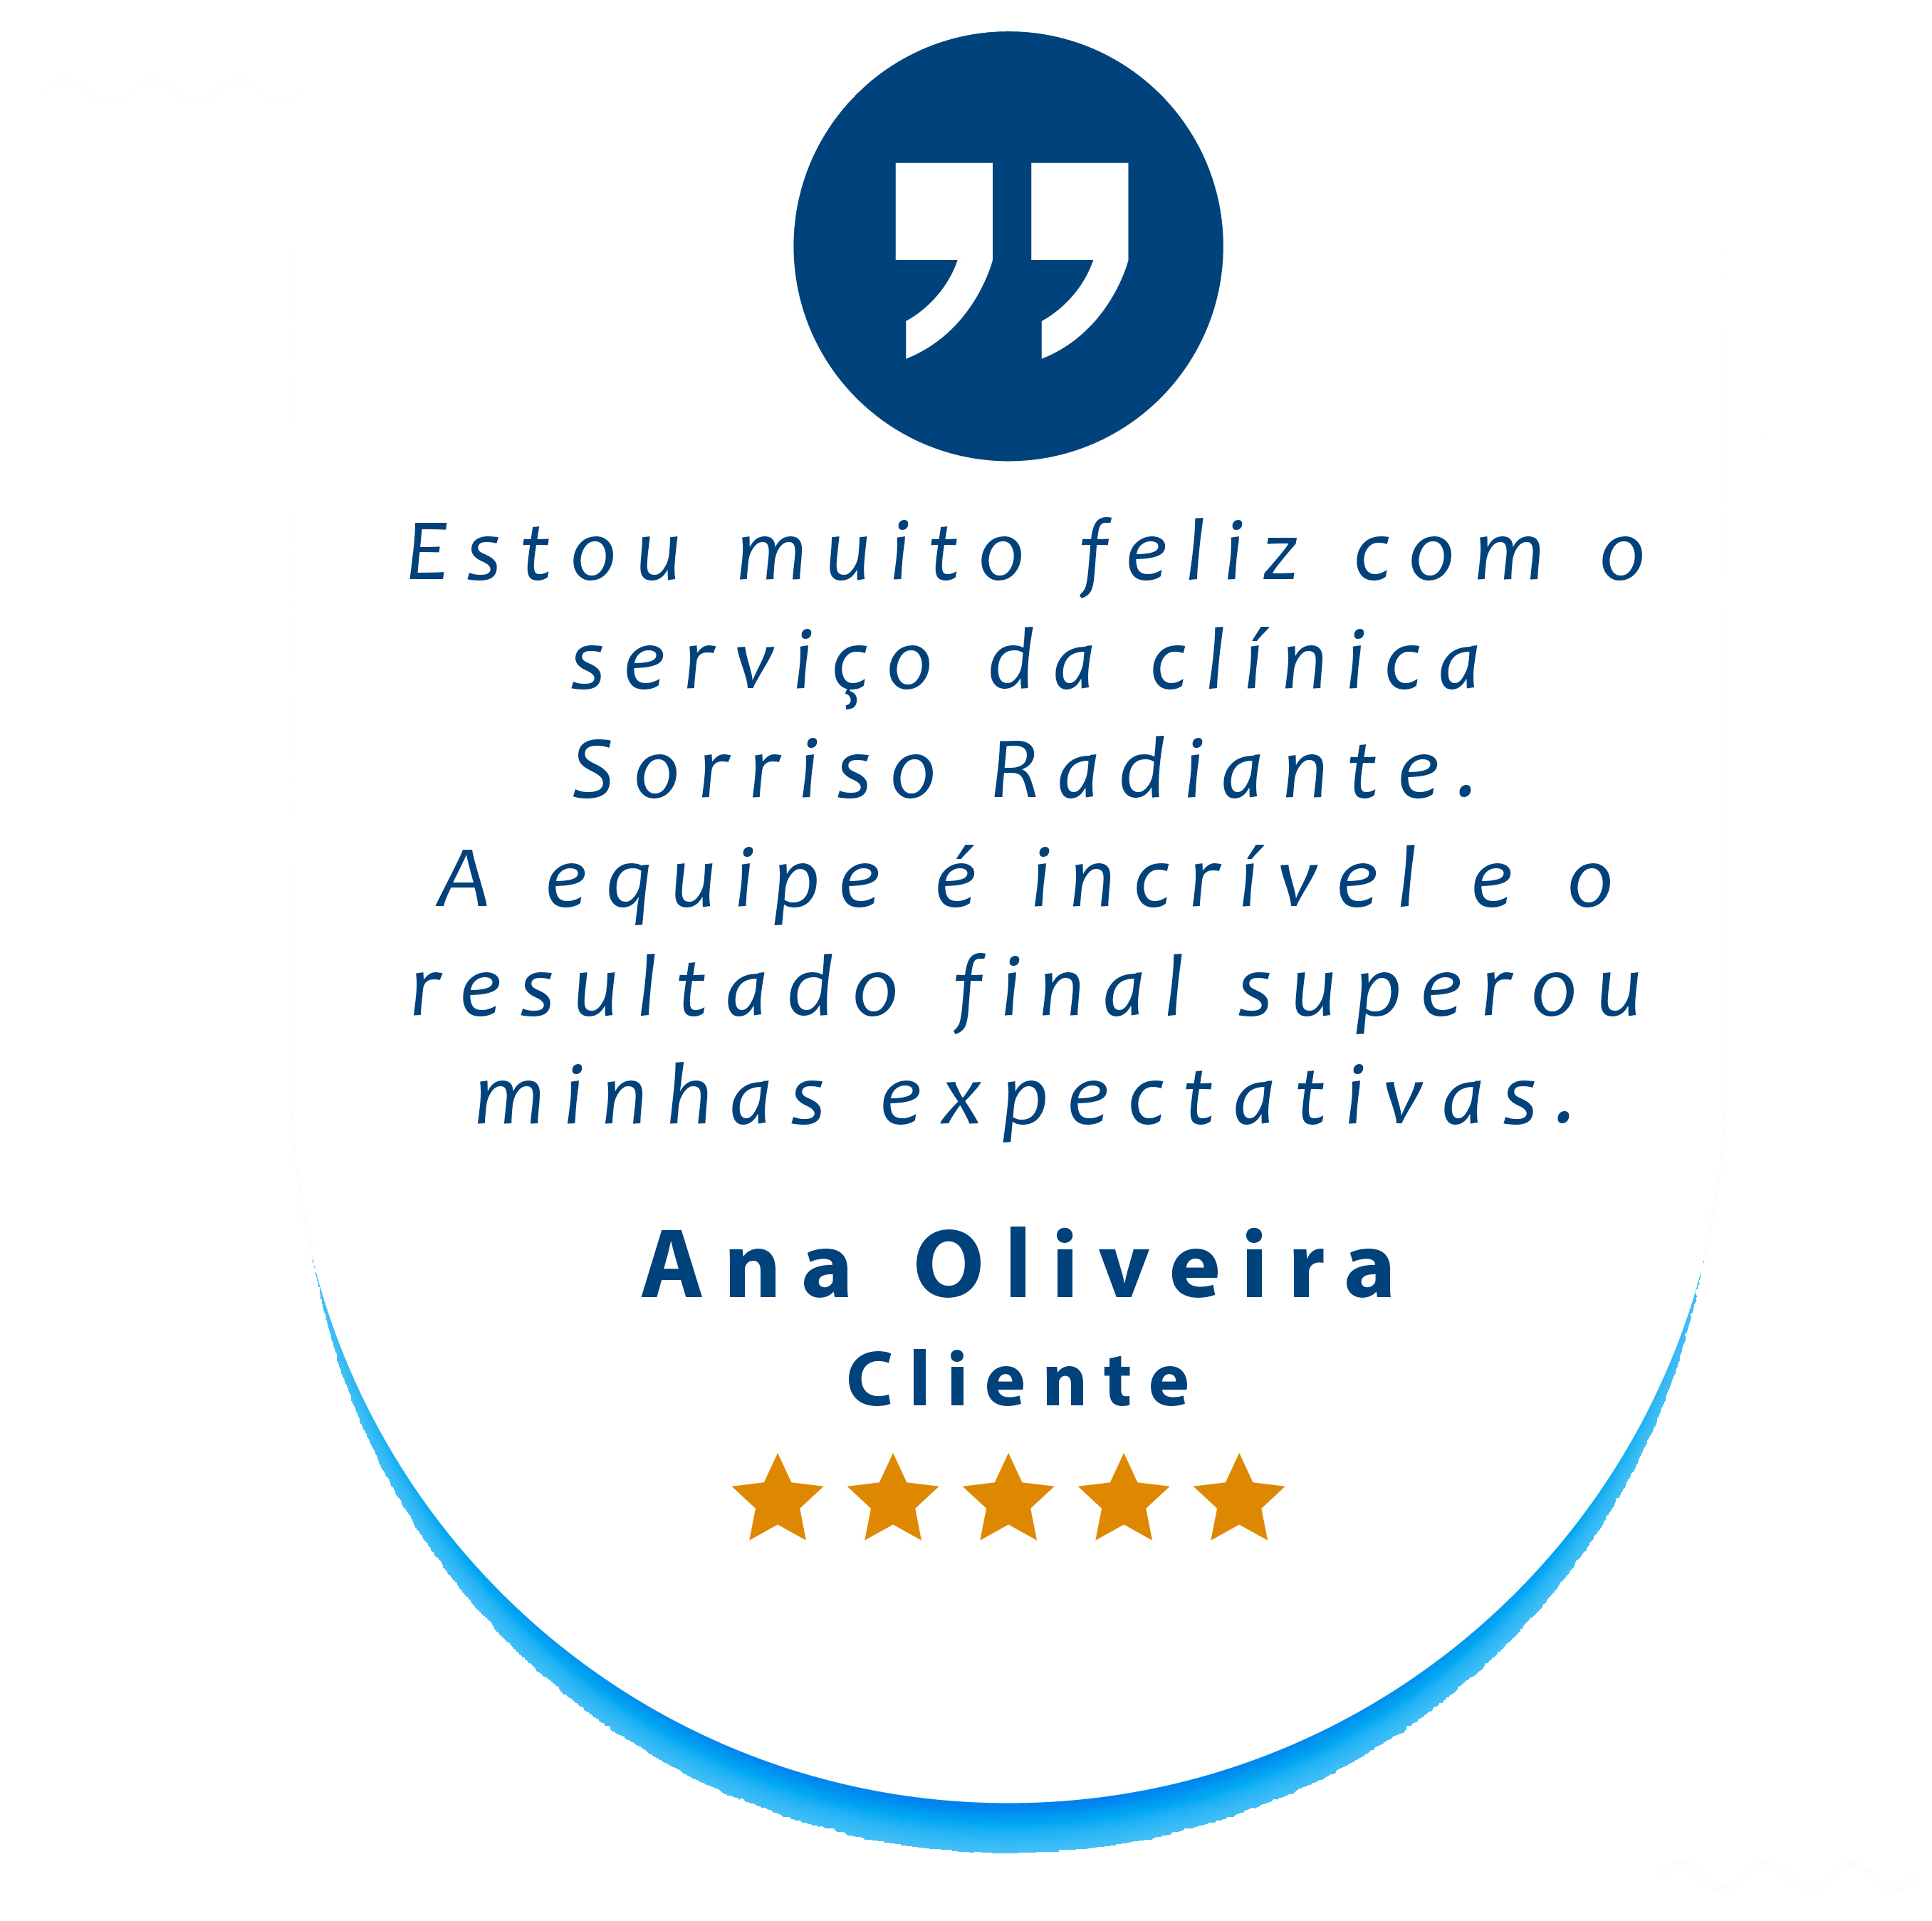 Estou muito feliz com o
serviço da clínica
Sorriso Radiante.
A equipe é incrível e o
resultado final superou
minhas expectativas.
Ana Oliveira
Cliente